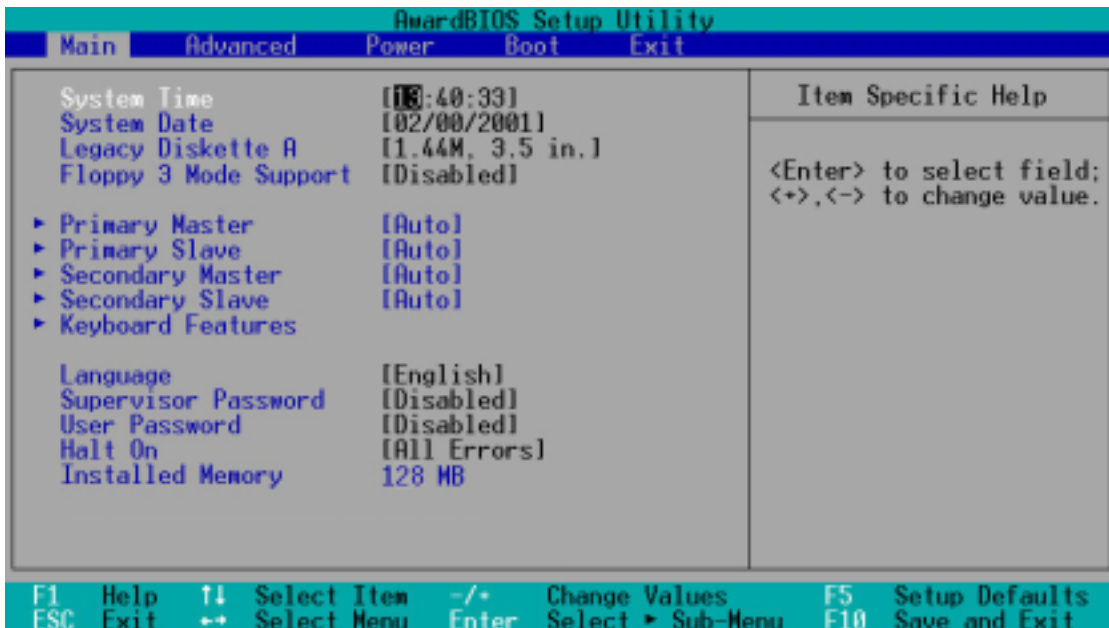 AwardBIOS Setup Utility
Main Advanced Power Boot Exit
System Time [13:40:33]
System Date [02/00/2001]
Legacy Diskette A [1.44M, 3.5 in.]
Floppy 3 Mode Support [Disabled]
▶ Primary Master [Auto]
▶ Primary Slave [Auto]
▶ Secondary Master [Auto]
▶ Secondary Slave [Auto]
▶ Keyboard Features
Language [English]
Supervisor Password [Disabled]
User Password [Disabled]
Halt On [All Errors]
Installed Memory 128 MB
Item Specific Help
<Enter> to select field;
<+>,<-> to change value.
F1 Help ↑↓ Select Item -/+ Change Values F5 Setup Defaults
ESC Exit ←→ Select Menu Enter Select ▶ Sub-Menu F10 Save and Exit